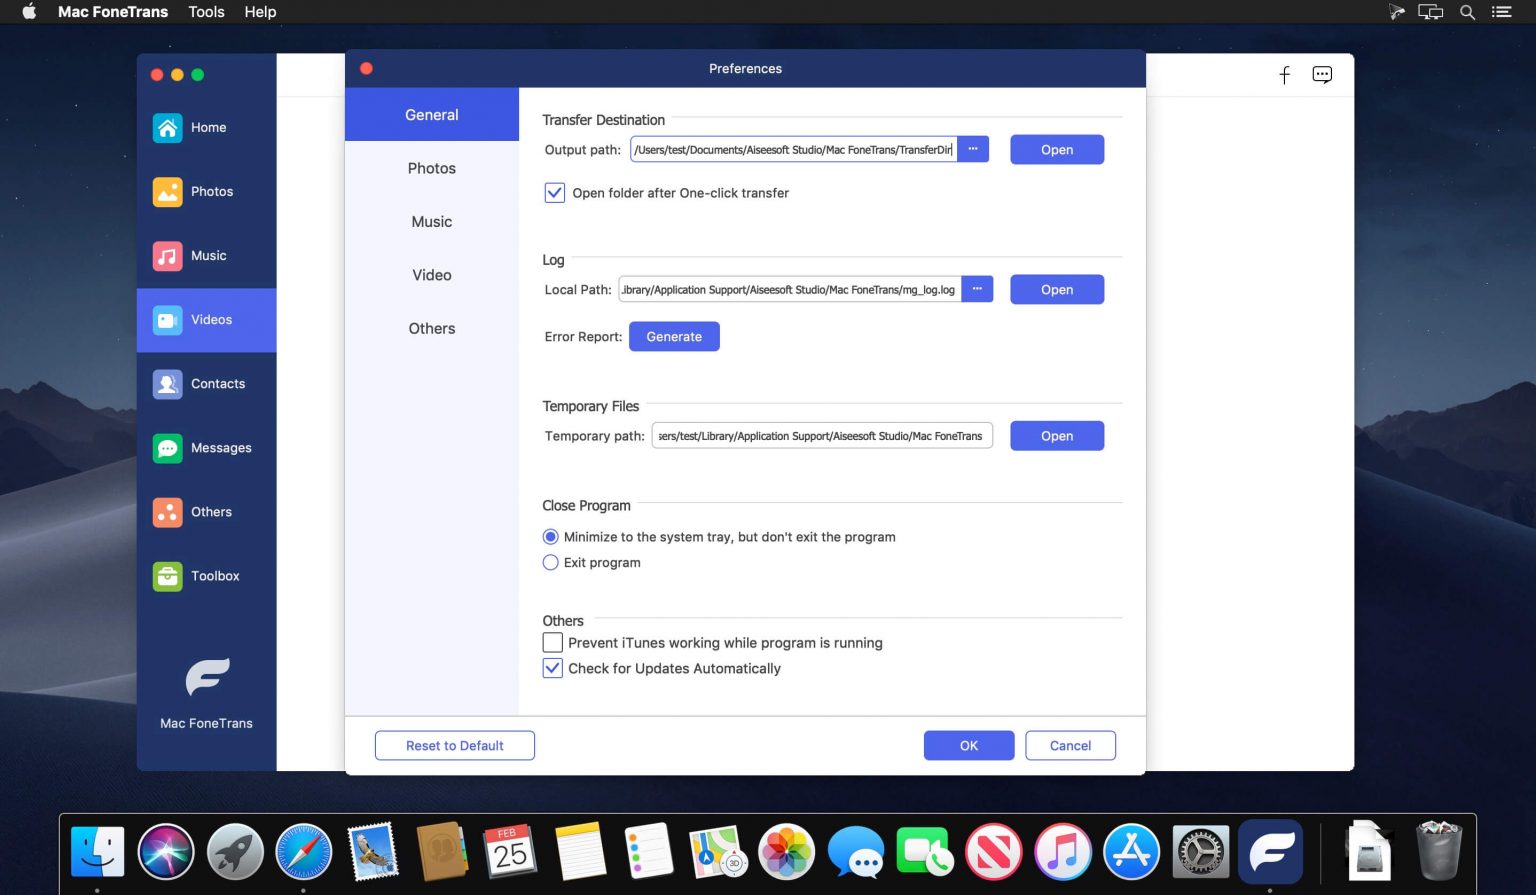 Mac FoneTrans Tools Help
Preferences
Home
Photos
Music
Videos
Contacts
Messages
Others
Toolbox
Mac FoneTrans
General
Photos
Music
Video
Others
Transfer Destination
Output path: /Users/test/Documents/Aiseesoft Studio/Mac FoneTrans/TransferDir ... Open
Open folder after One-click transfer
Log
Local Path: .ibrary/Application Support/Aiseesoft Studio/Mac FoneTrans/mg_log.log ... Open
Error Report: Generate
Temporary Files
Temporary path: sers/test/Library/Application Support/Aiseesoft Studio/Mac FoneTrans Open
Close Program
Minimize to the system tray, but don't exit the program
Exit program
Others
Prevent iTunes working while program is running
Check for Updates Automatically
Reset to Default OK Cancel
FEB
25
3D